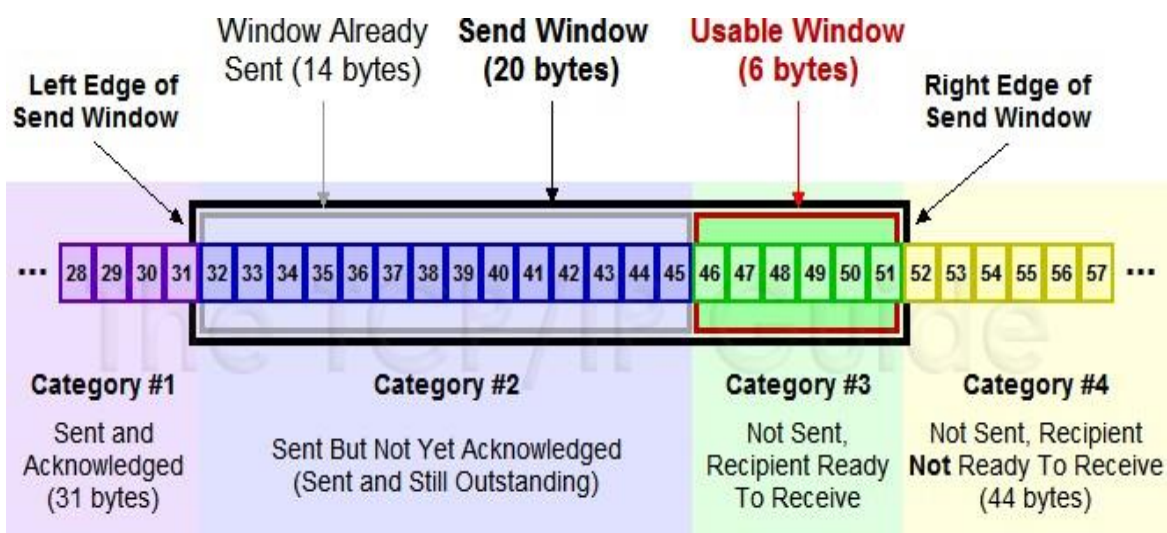 Window Already
Sent (14 bytes)
Send Window
(20 bytes)
Usable Window
(6 bytes)
Left Edge of
Send Window
Right Edge of
Send Window
... 28 29 30 31 32 33 34 35 36 37 38 39 40 41 42 43 44 45 46 47 48 49 50 51 52 53 54 55 56 57 ...
The TCP/IP Guide
Category #1
Sent and
Acknowledged
(31 bytes)
Category #2
Sent But Not Yet Acknowledged
(Sent and Still Outstanding)
Category #3
Not Sent,
Recipient Ready
To Receive
Category #4
Not Sent, Recipient
Not Ready To Receive
(44 bytes)